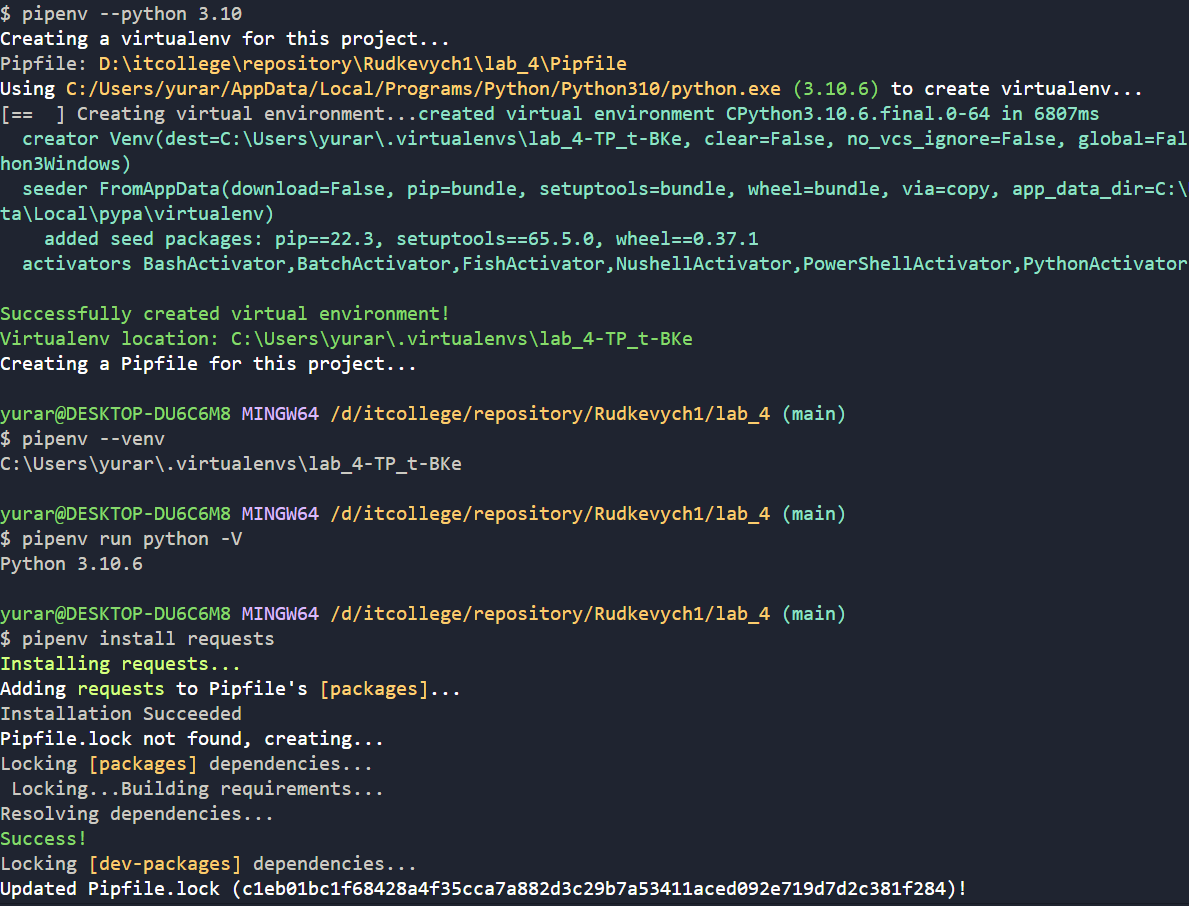 $ pipenv --python 3.10
Creating a virtualenv for this project...
Pipfile: D:\itcollege\repository\Rudkevych1\lab_4\Pipfile
Using C:/Users/yurar/AppData/Local/Programs/Python/Python310/python.exe (3.10.6) to create virtualenv...
[==  ] Creating virtual environment...created virtual environment CPython3.10.6.final.0-64 in 6807ms
  creator Venv(dest=C:\Users\yurar\.virtualenvs\lab_4-TP_t-BKe, clear=False, no_vcs_ignore=False, global=Fal
hon3Windows)
  seeder FromAppData(download=False, pip=bundle, setuptools=bundle, wheel=bundle, via=copy, app_data_dir=C:\
ta\Local\pypa\virtualenv)
    added seed packages: pip==22.3, setuptools==65.5.0, wheel==0.37.1
  activators BashActivator,BatchActivator,FishActivator,NushellActivator,PowerShellActivator,PythonActivator

Successfully created virtual environment!
Virtualenv location: C:\Users\yurar\.virtualenvs\lab_4-TP_t-BKe
Creating a Pipfile for this project...

yurar@DESKTOP-DU6C6M8 MINGW64 /d/itcollege/repository/Rudkevych1/lab_4 (main)
$ pipenv --venv
C:\Users\yurar\.virtualenvs\lab_4-TP_t-BKe

yurar@DESKTOP-DU6C6M8 MINGW64 /d/itcollege/repository/Rudkevych1/lab_4 (main)
$ pipenv run python -V
Python 3.10.6

yurar@DESKTOP-DU6C6M8 MINGW64 /d/itcollege/repository/Rudkevych1/lab_4 (main)
$ pipenv install requests
Installing requests...
Adding requests to Pipfile's [packages]...
Installation Succeeded
Pipfile.lock not found, creating...
Locking [packages] dependencies...
 Locking...Building requirements...
Resolving dependencies...
Success!
Locking [dev-packages] dependencies...
Updated Pipfile.lock (c1eb01bc1f68428a4f35cca7a882d3c29b7a53411aced092e719d7d2c381f284)!